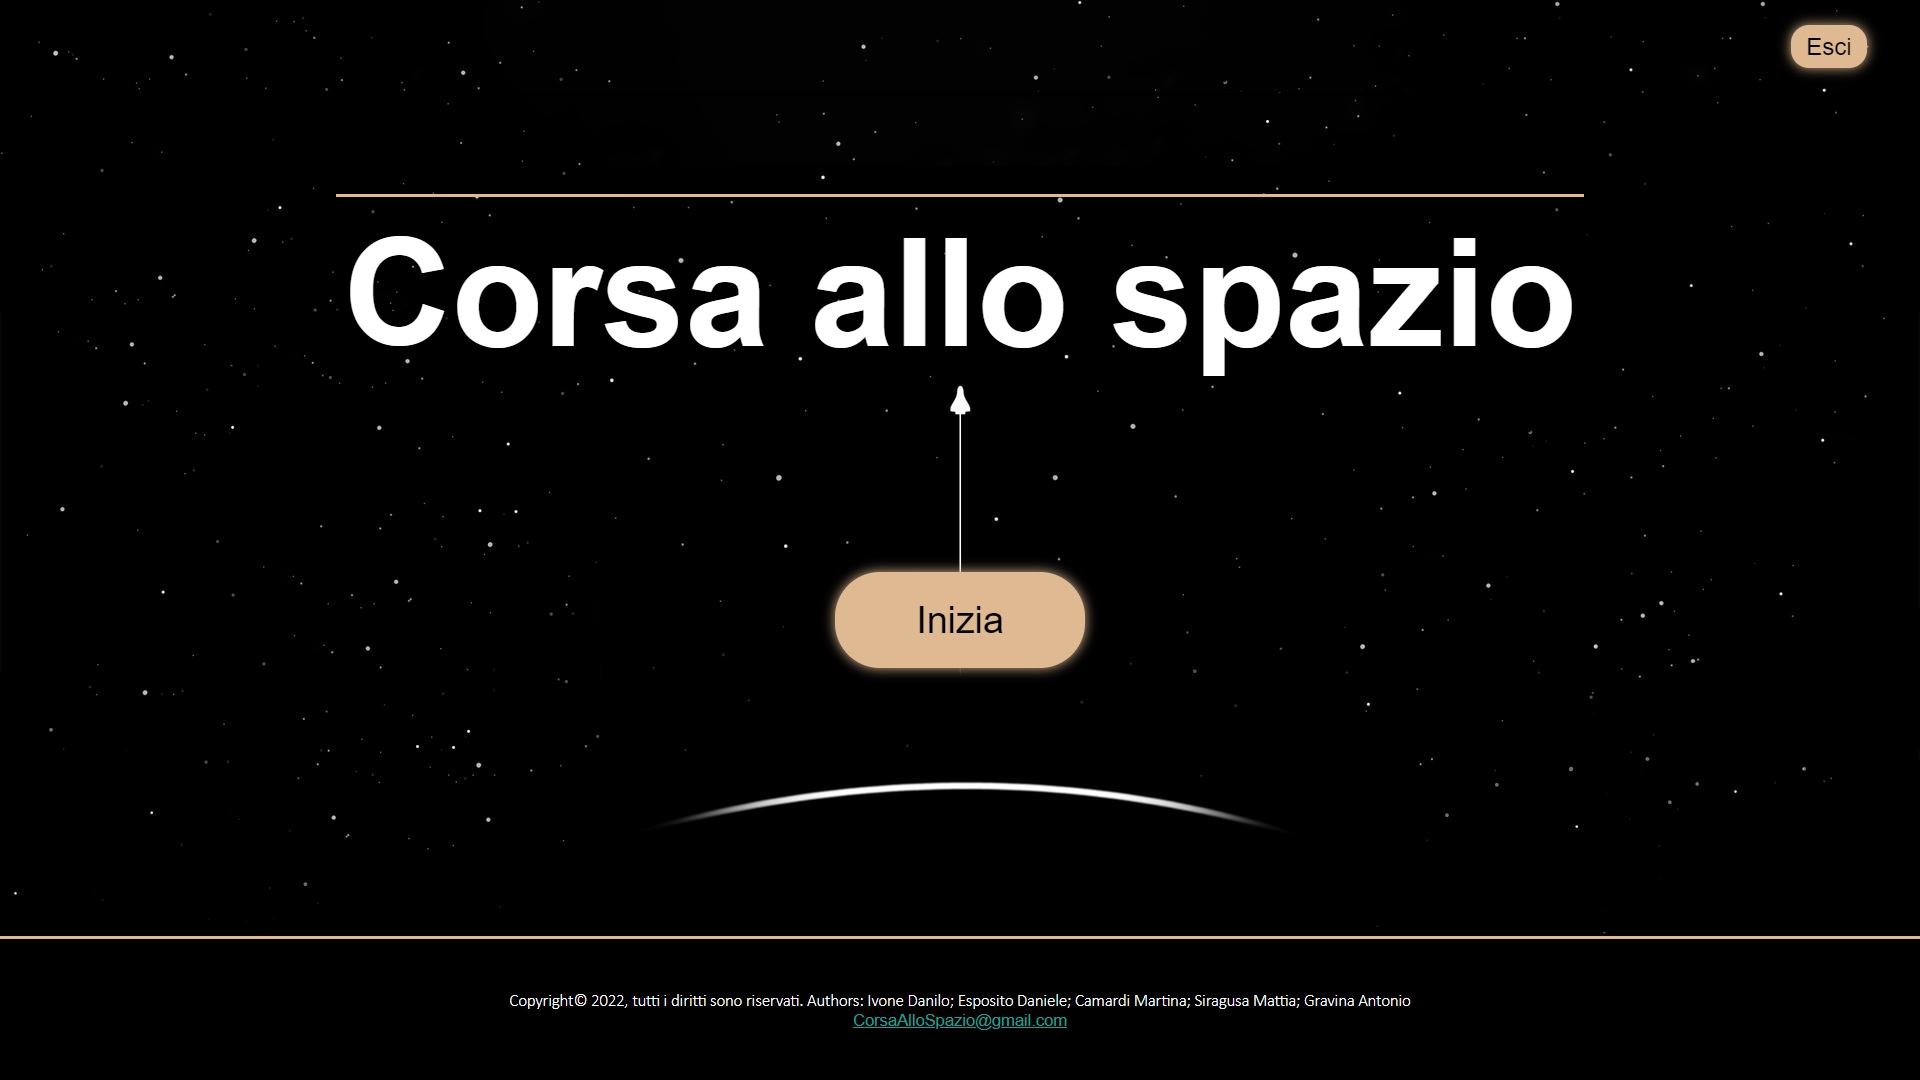 Esci
Corsa allo spazio
Inizia
Copyright© 2022, tutti i diritti sono riservati. Authors: Ivone Danilo; Esposito Daniele; Camardi Martina; Siragusa Mattia; Gravina Antonio
CorsaAlloSpazio@gmail.com